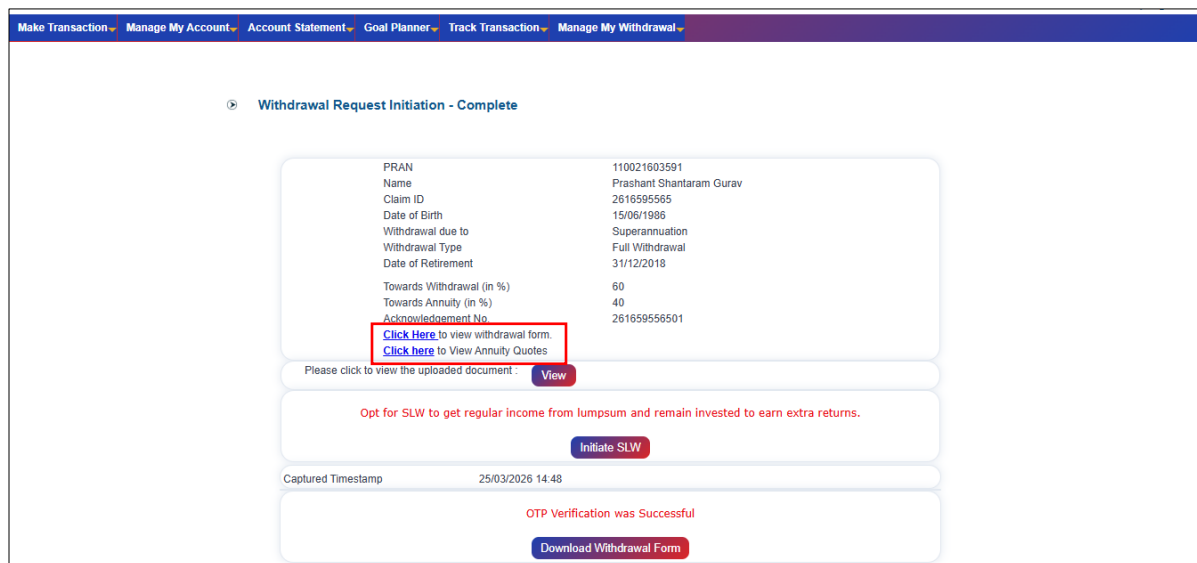 Make Transaction Manage My Account Account Statement Goal Planner Track Transaction Manage My Withdrawal
Withdrawal Request Initiation - Complete
PRAN 110021603591
Name Prashant Shantaram Gurav
Claim ID 2616595565
Date of Birth 15/06/1986
Withdrawal due to Superannuation
Withdrawal Type Full Withdrawal
Date of Retirement 31/12/2018
Towards Withdrawal (in %) 60
Towards Annuity (in %) 40
Acknowledgement No. 261659556501
Click Here to view withdrawal form.
Click here to View Annuity Quotes
Please click to view the uploaded document : View
Opt for SLW to get regular income from lumpsum and remain invested to earn extra returns.
Initiate SLW
Captured Timestamp 25/03/2026 14:48
OTP Verification was Successful
Download Withdrawal Form